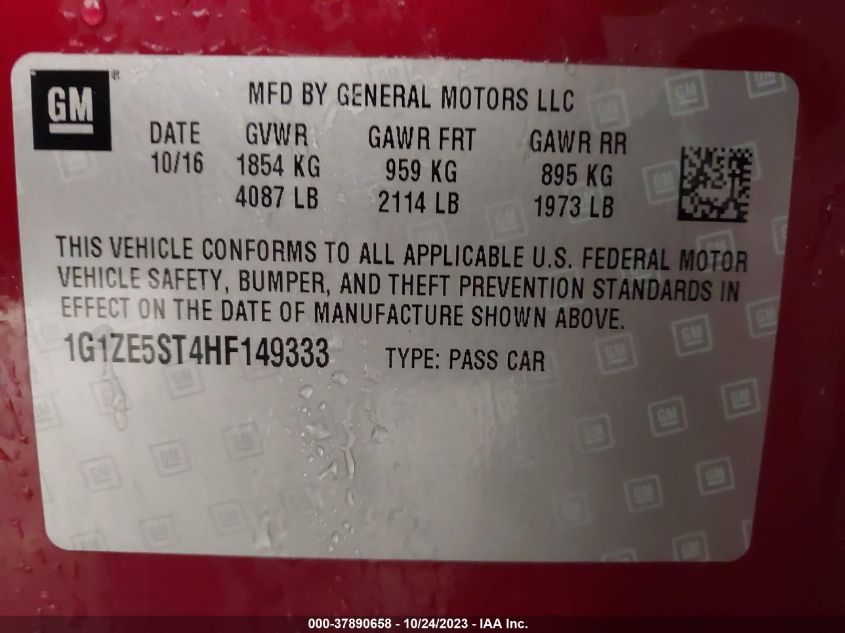 GM
MFD BY GENERAL MOTORS LLC
DATE GVWR GAWR FRT GAWR RR
10/16 1854 KG 959 KG 895 KG
4087 LB 2114 LB 1973 LB
THIS VEHICLE CONFORMS TO ALL APPLICABLE U.S. FEDERAL MOTOR
VEHICLE SAFETY, BUMPER, AND THEFT PREVENTION STANDARDS IN
EFFECT ON THE DATE OF MANUFACTURE SHOWN ABOVE.
1G1ZE5ST4HF149333 TYPE: PASS CAR
000-37890658 - 10/24/2023 - IAA Inc.